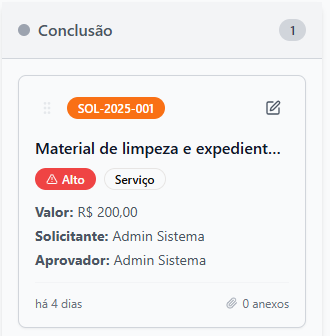 Conclusão
1
SOL-2025-001
Material de limpeza e expedient...
Alto
Serviço
Valor: R$ 200,00
Solicitante: Admin Sistema
Aprovador: Admin Sistema
há 4 dias
0 anexos